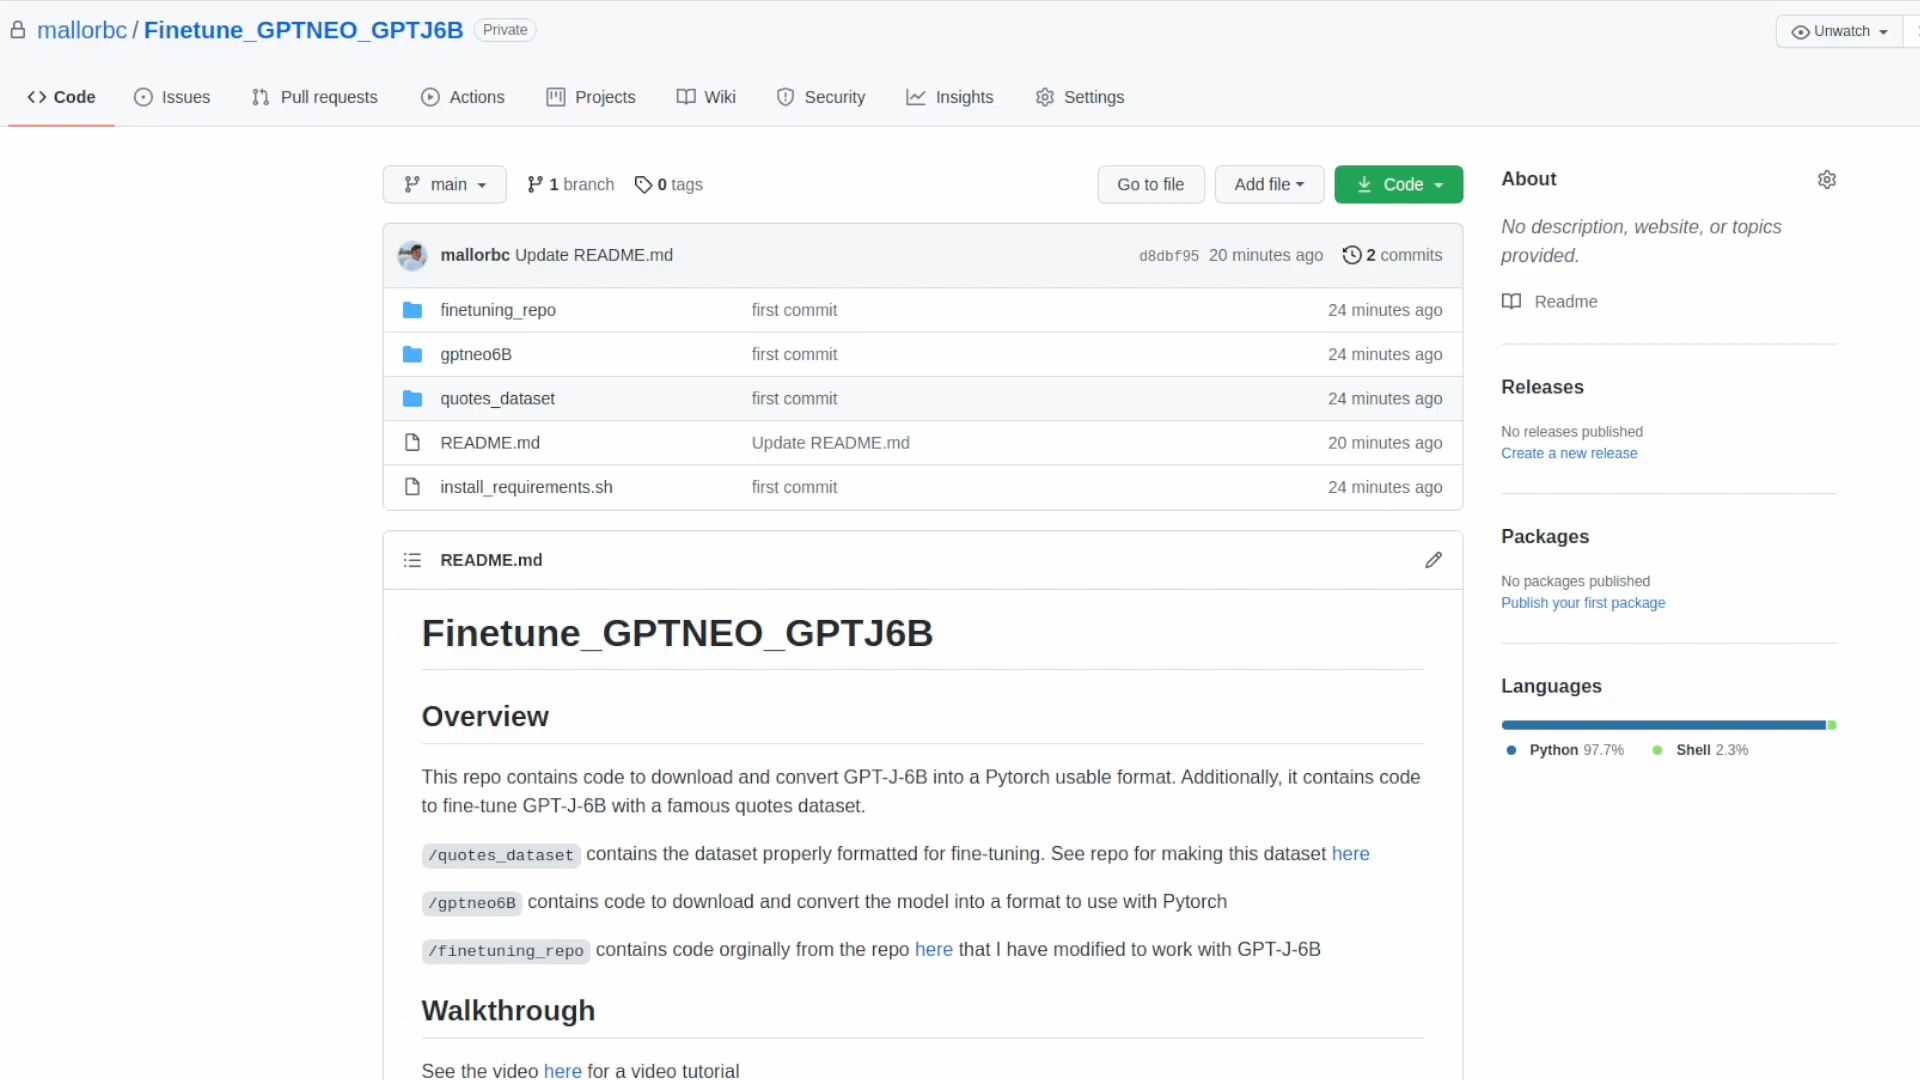 mallorbc / Finetune_GPTNEO_GPTJ6B Private
Unwatch
Code Issues Pull requests Actions Projects Wiki Security Insights Settings
main 1 branch 0 tags Go to file Add file Code
mallorbc Update README.md d8dbf95 20 minutes ago 2 commits
finetuning_repo first commit 24 minutes ago
gptneo6B first commit 24 minutes ago
quotes_dataset first commit 24 minutes ago
README.md Update README.md 20 minutes ago
install_requirements.sh first commit 24 minutes ago
README.md
Finetune_GPTNEO_GPTJ6B
Overview
This repo contains code to download and convert GPT-J-6B into a Pytorch usable format. Additionally, it contains code
to fine-tune GPT-J-6B with a famous quotes dataset.
/quotes_dataset contains the dataset properly formatted for fine-tuning. See repo for making this dataset here
/gptneo6B contains code to download and convert the model into a format to use with Pytorch
/finetuning_repo contains code orginally from the repo here that I have modified to work with GPT-J-6B
Walkthrough
See the video here for a video tutorial
About
No description, website, or topics
provided.
Readme
Releases
No releases published
Create a new release
Packages
No packages published
Publish your first package
Languages
Python 97.7% Shell 2.3%